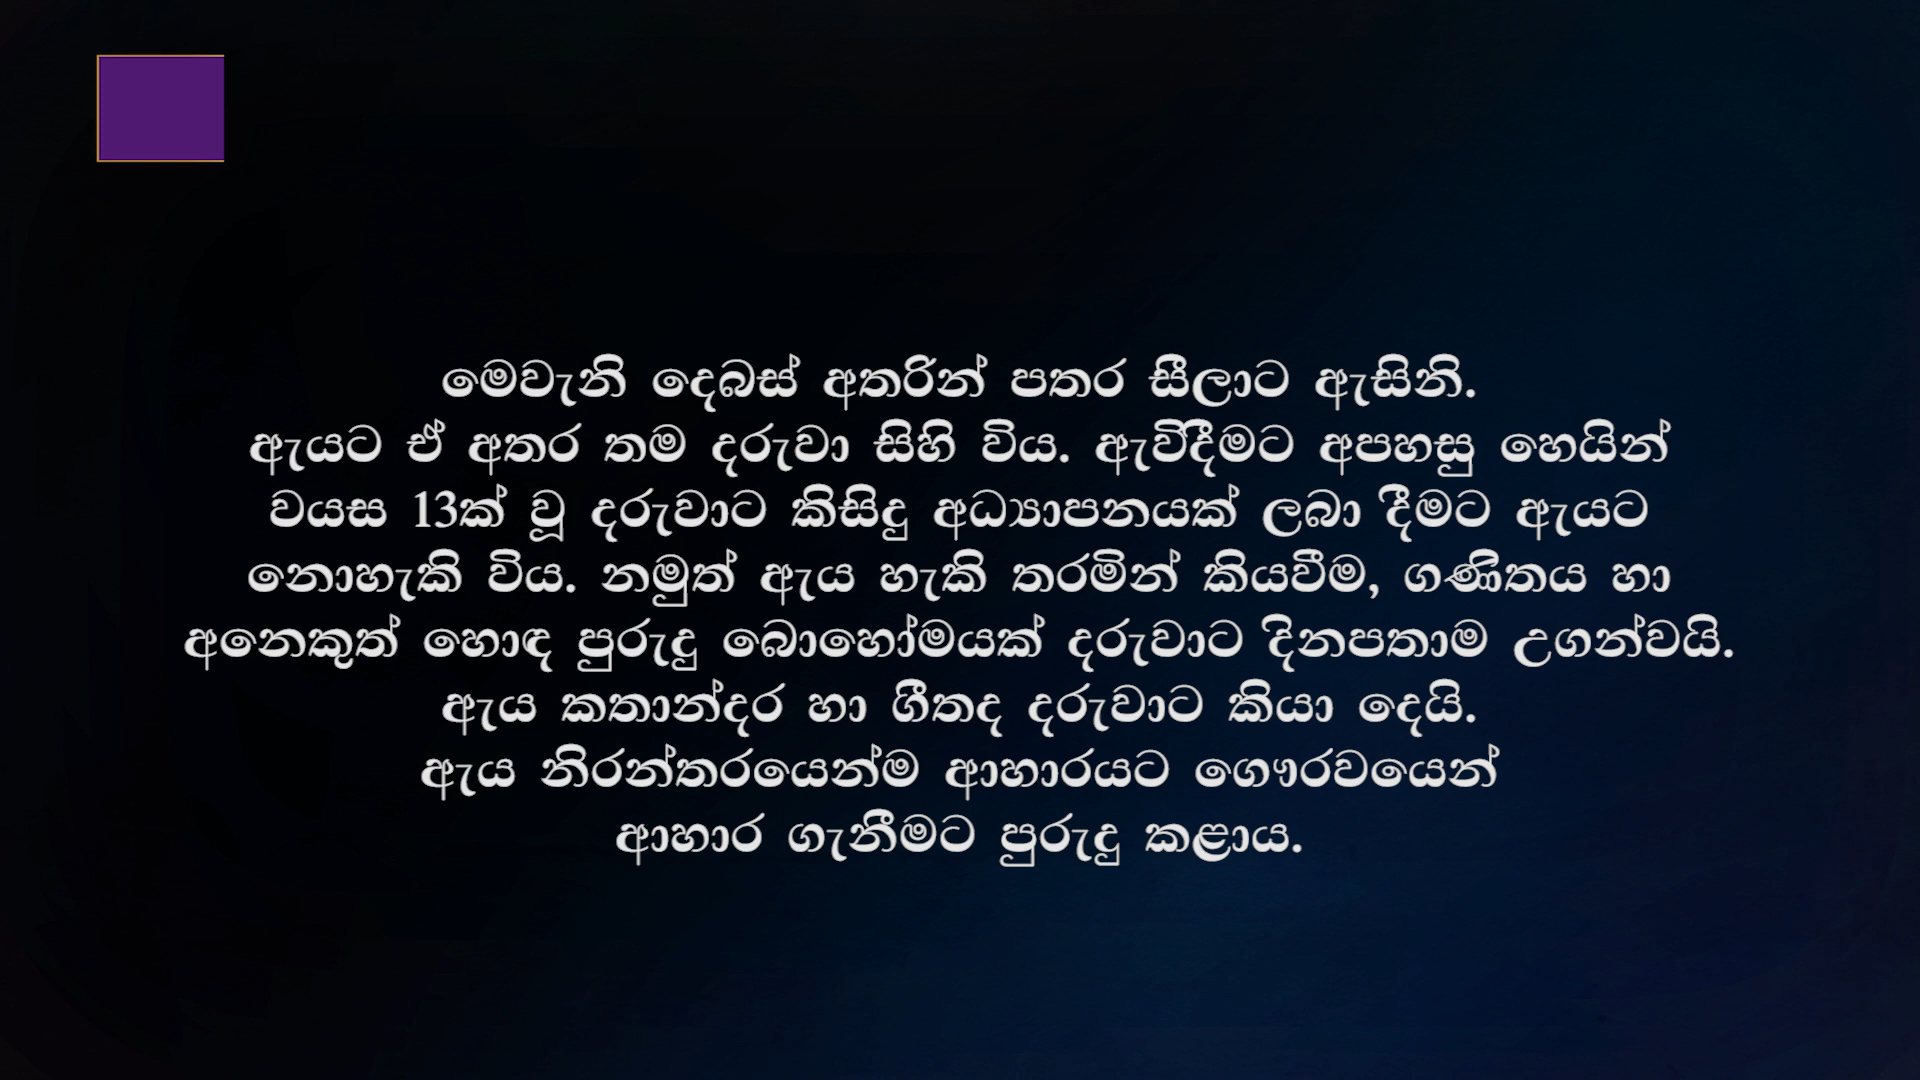 මෙවැනි දෙබස් අතරින් පතර සීලාට ඇසිනි.
ඇයට ඒ අතර තම දරුවා සිහි විය. ඇවිදීමට අපහසු හෙයින්
වයස 13ක් වූ දරුවාට කිසිදු අධ්‍යාපනයක් ලබා දීමට ඇයට
නොහැකි විය. නමුත් ඇය හැකි තරමින් කියවීම, ගණිතය හා
අනෙකුත් හොඳ පුරුදු බොහෝමයක් දරුවාට දිනපතාම උගන්වයි.
ඇය කතාන්දර හා ගීතද දරුවාට කියා දෙයි.
ඇය නිරන්තරයෙන්ම ආහාරයට ගෞරවයෙන්
ආහාර ගැනීමට පුරුදු කළාය.